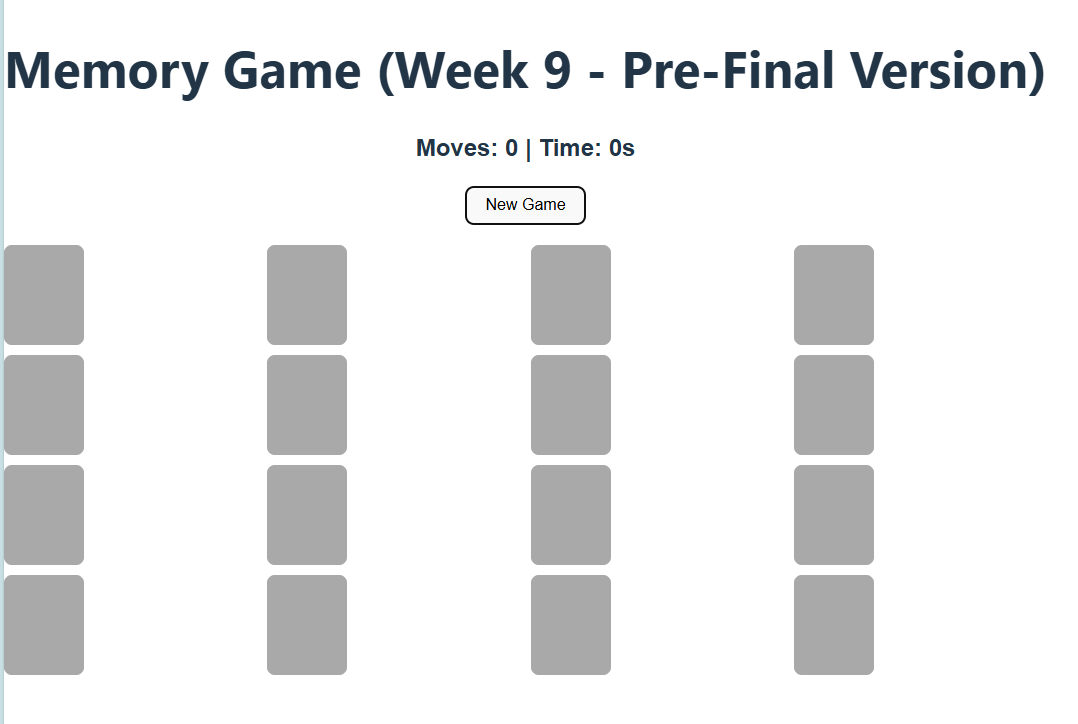 Memory Game (Week 9 - Pre-Final Version)
Moves: 0 | Time: 0s
New Game